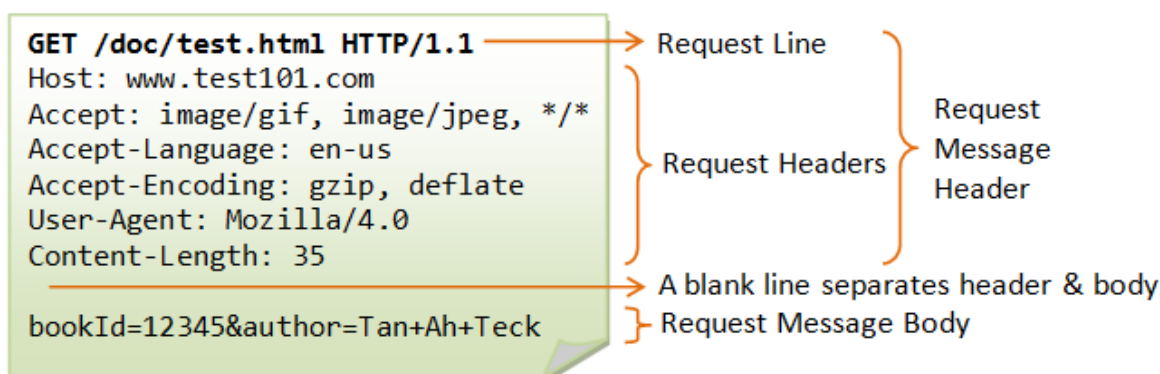 GET /doc/test.html HTTP/1.1
Host: www.test101.com
Accept: image/gif, image/jpeg, */*
Accept-Language: en-us
Accept-Encoding: gzip, deflate
User-Agent: Mozilla/4.0
Content-Length: 35
bookId=12345&author=Tan+Ah+Teck
Request Line
Request Headers
Request
Message
Header
A blank line separates header & body
Request Message Body